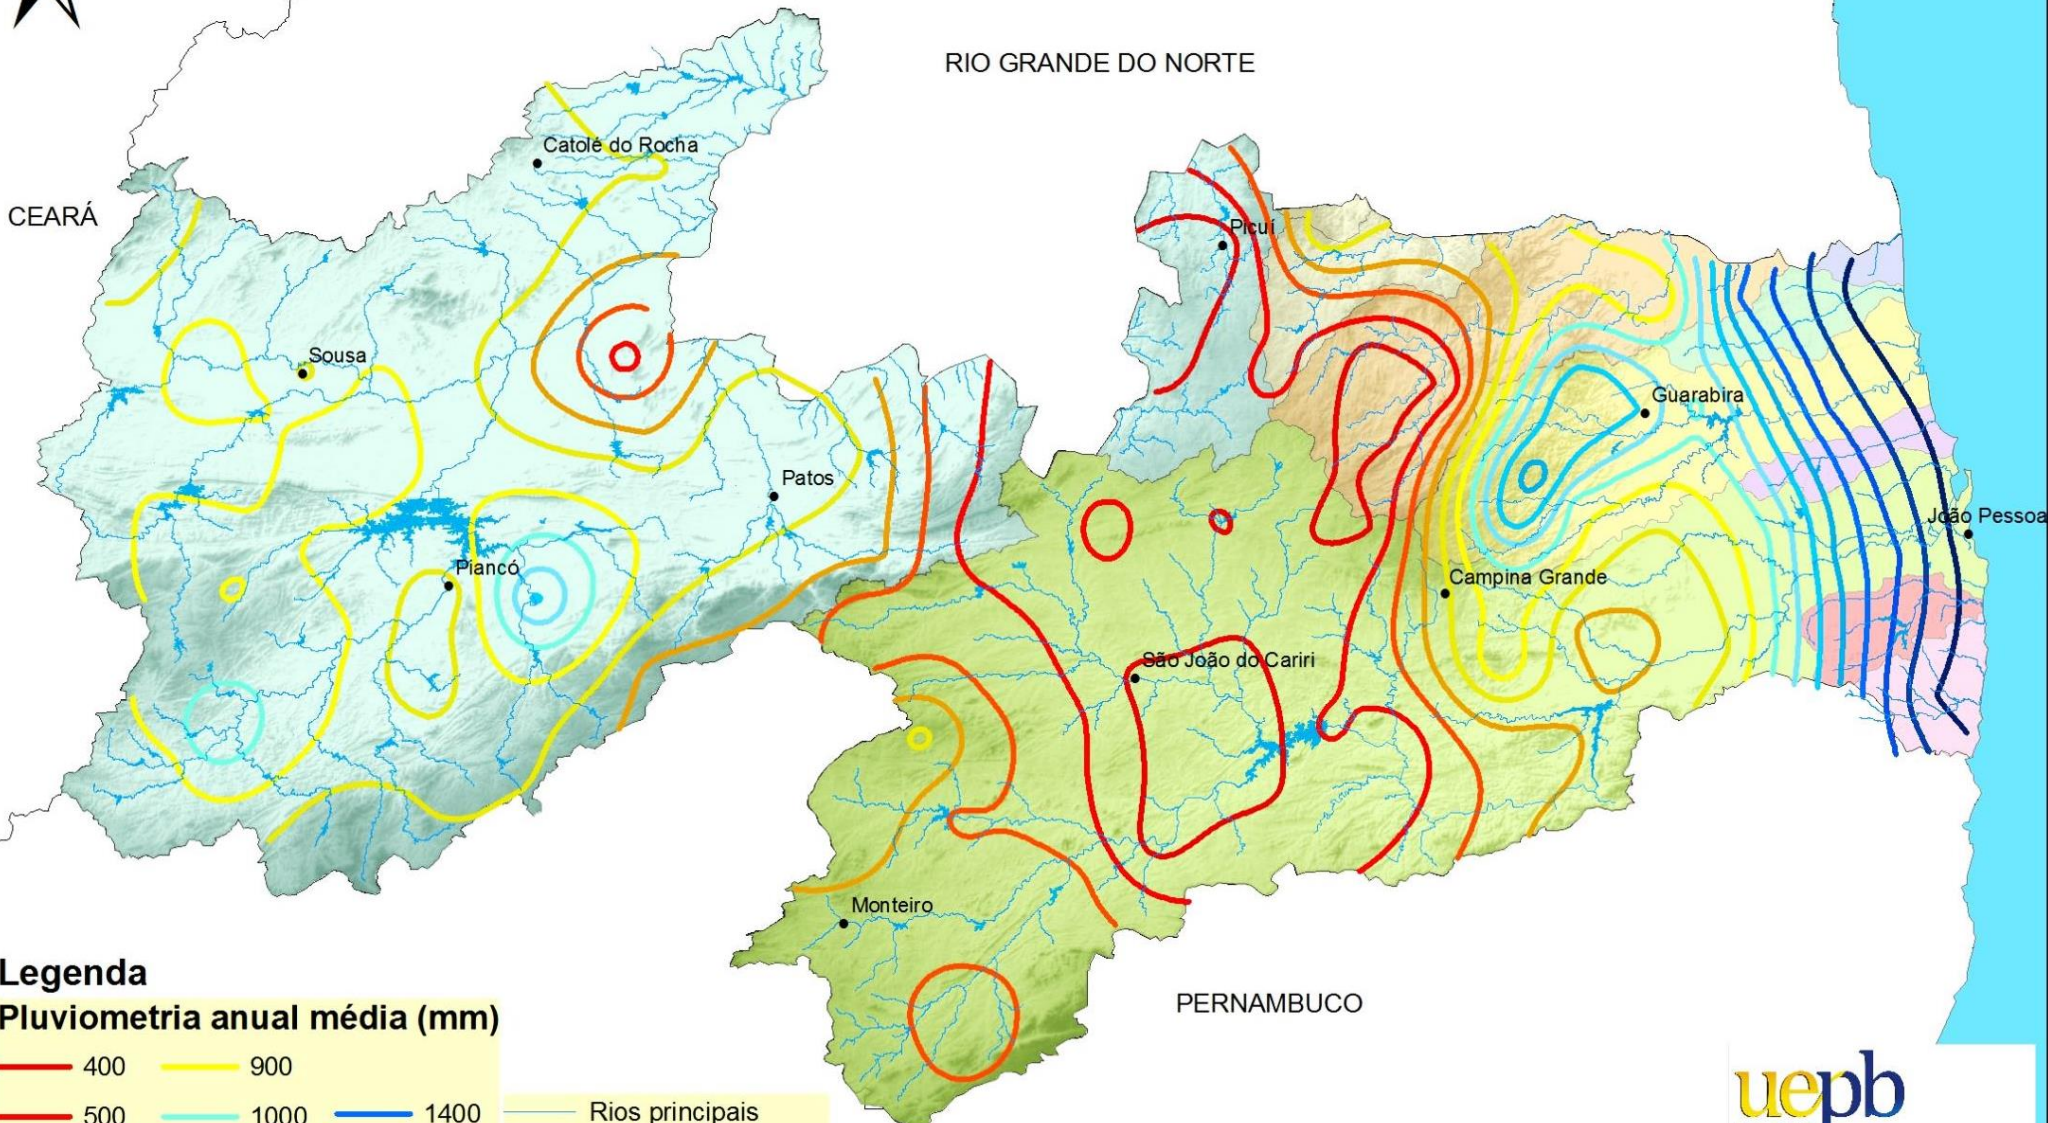 RIO GRANDE DO NORTE
Catolé do Rocha
CEARÁ
Picuí
Sousa
Guarabira
Patos
João Pessoa
Piancó
Campina Grande
São João do Cariri
Monteiro
Legenda
Pluviometria anual média (mm)
PERNAMBUCO
400 900
500 1000 1400 Rios principais
uepb